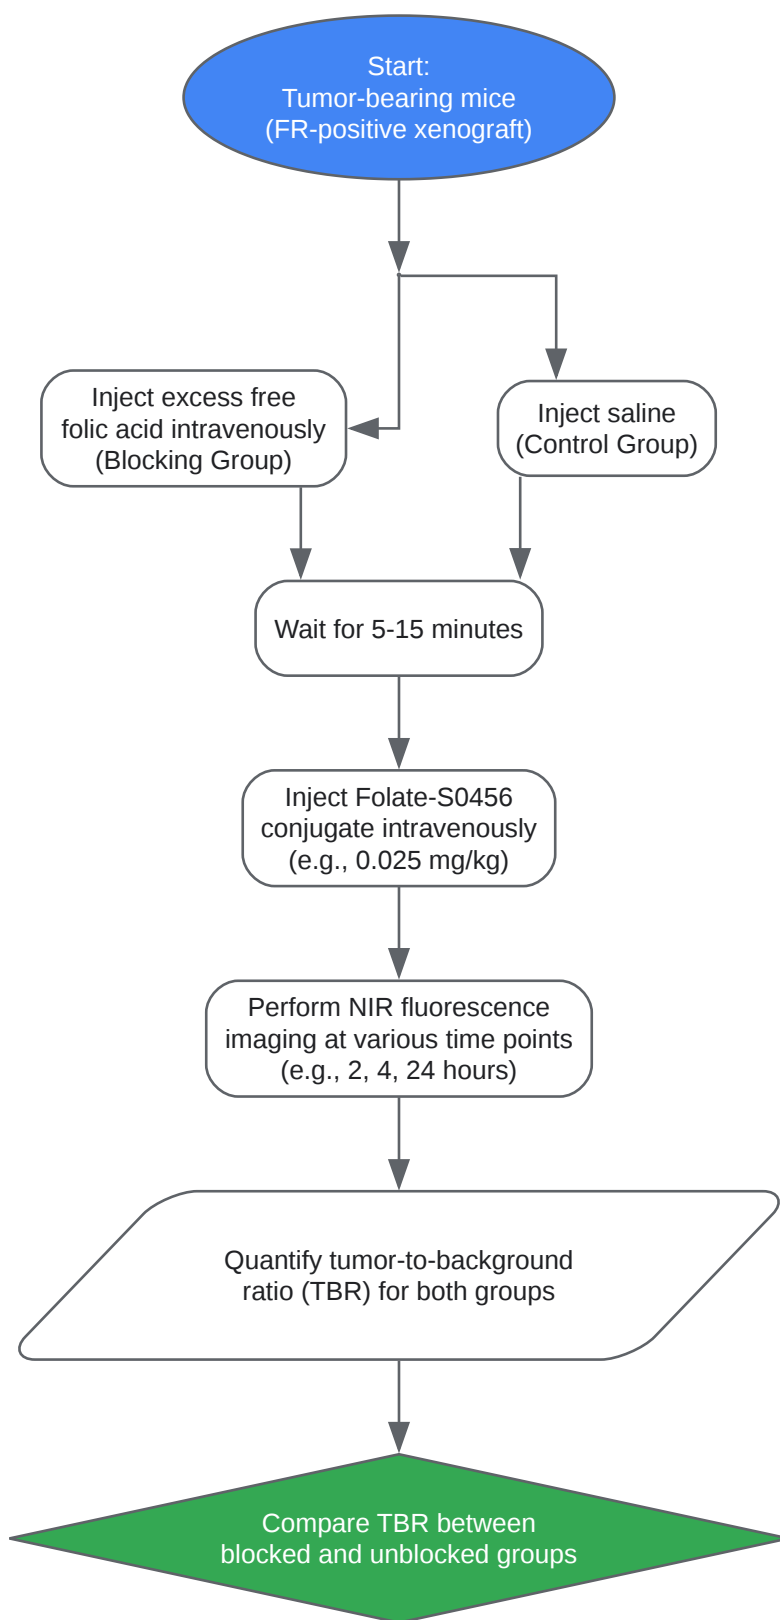 Start:
Tumor-bearing mice
(FR-positive xenograft)
Inject excess free
folic acid intravenously
(Blocking Group)
Inject saline
(Control Group)
Wait for 5-15 minutes
Inject Folate-S0456
conjugate intravenously
(e.g., 0.025 mg/kg)
Perform NIR fluorescence
imaging at various time points
(e.g., 2, 4, 24 hours)
Quantify tumor-to-background
ratio (TBR) for both groups
Compare TBR between
blocked and unblocked groups